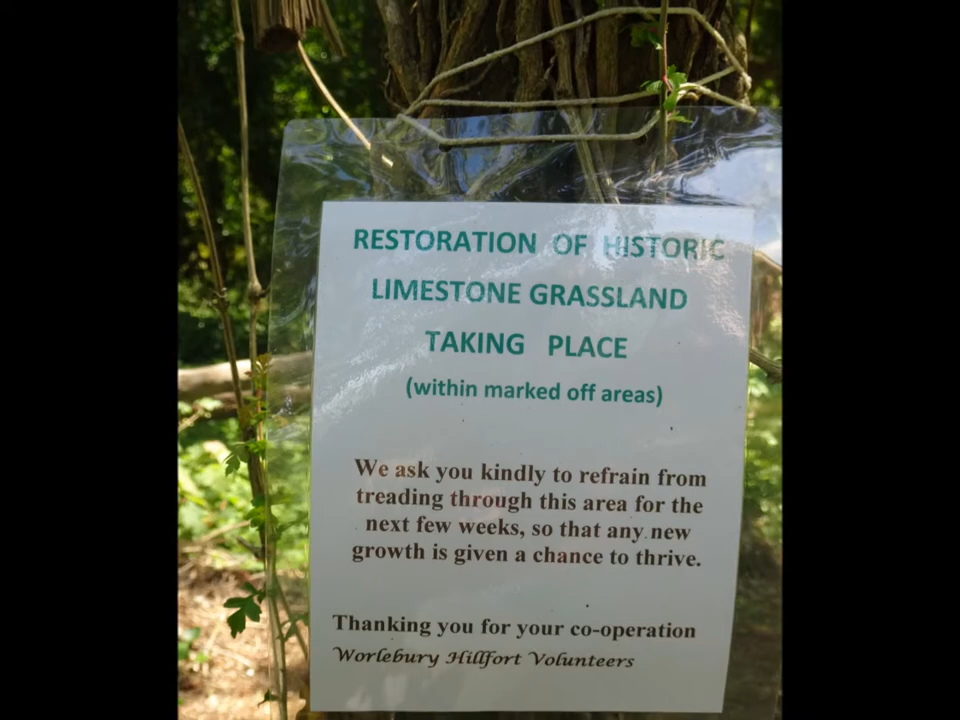 RESTORATION OF HISTORIC
LIMESTONE GRASSLAND
TAKING PLACE
(within marked off areas)
We ask you kindly to refrain from
treading through this area for the
next few weeks, so that any new
growth is given a chance to thrive.
Thanking you for your co-operation
Worlebury Hillfort Volunteers